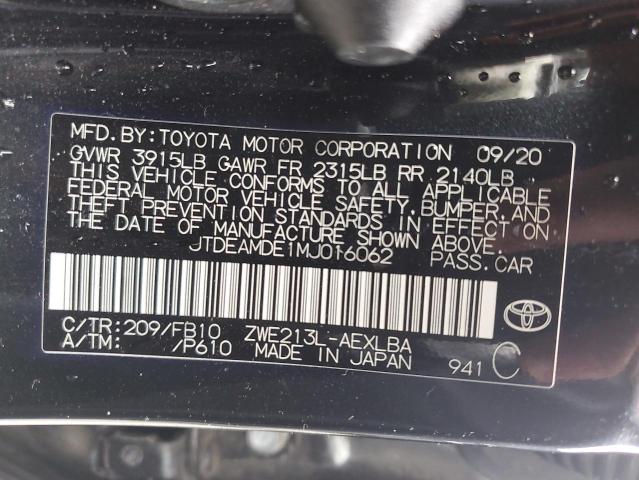 MFD. BY: TOYOTA MOTOR CORPORATION 09/20
GVWR 3915LB GAWR FR 2315LB RR 2140LB
THIS VEHICLE CONFORMS TO ALL APPLICABLE
FEDERAL MOTOR VEHICLE SAFETY, BUMPER, AND
THEFT PREVENTION STANDARDS IN EFFECT ON
THE DATE OF MANUFACTURE SHOWN ABOVE.
JTDEAMDE1MJ016062 PASS. CAR
C/TR: 209/FB10 ZWE213L-AEXLBA
A/TM: /P610 MADE IN JAPAN 941 C